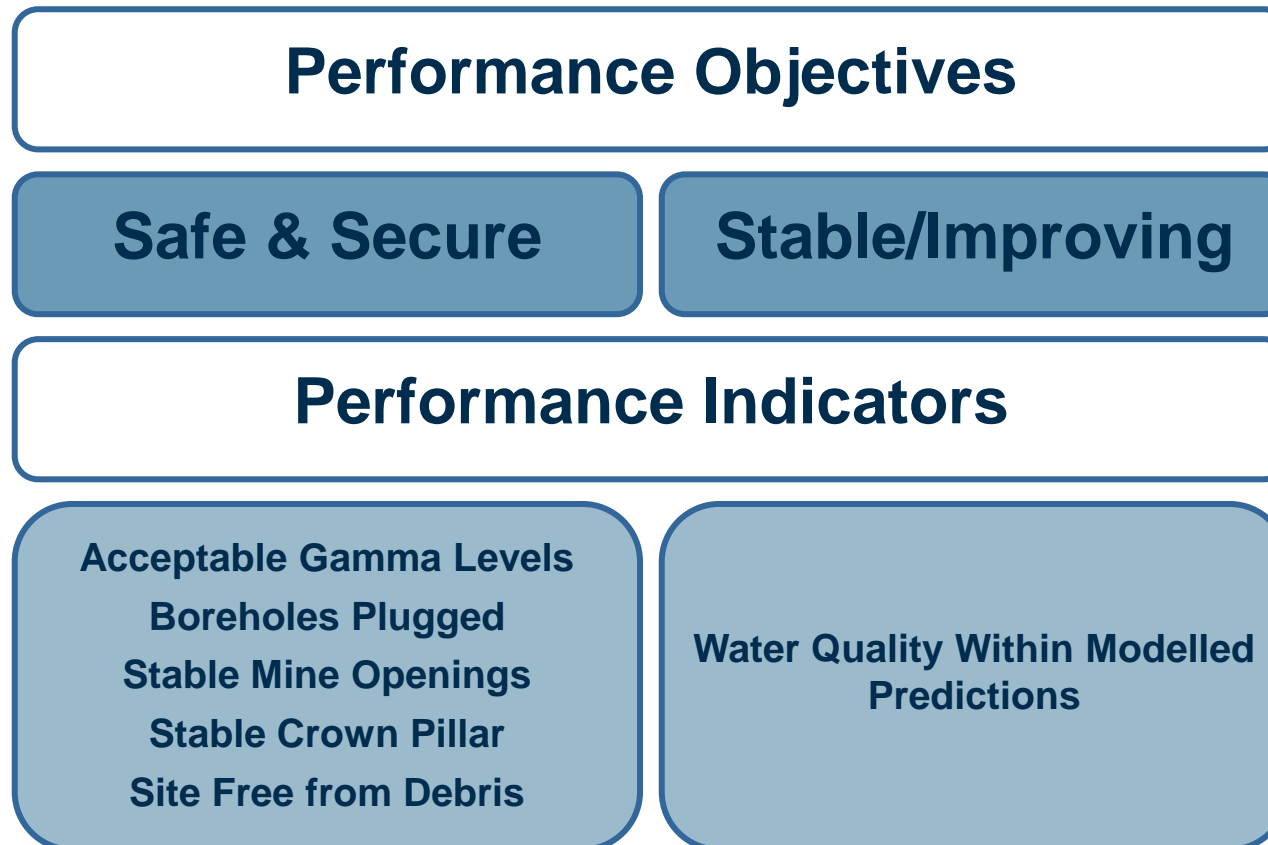 Performance Objectives
Safe & Secure
Stable/Improving
Performance Indicators
Acceptable Gamma Levels
Boreholes Plugged
Stable Mine Openings
Stable Crown Pillar
Site Free from Debris
Water Quality Within Modelled
Predictions